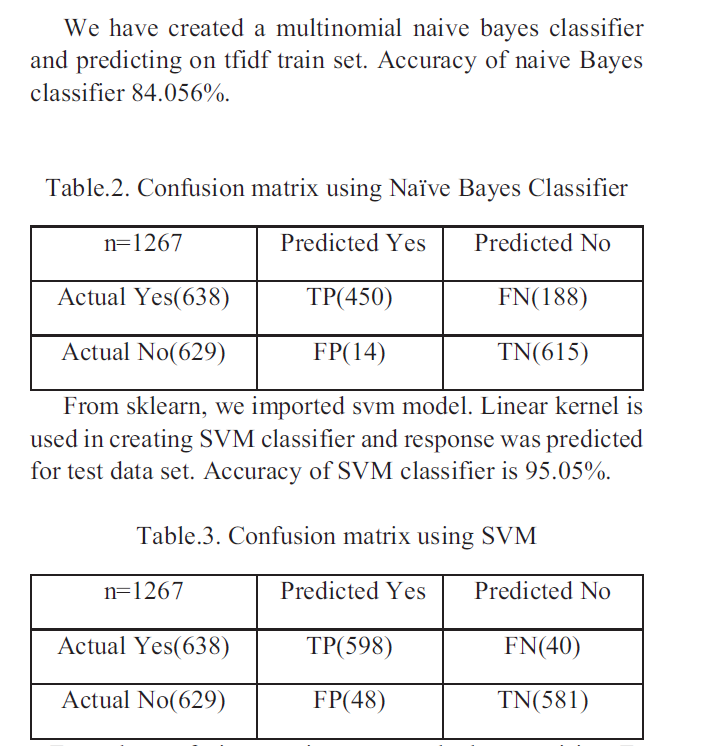 We have created a multinomial naive bayes classifier
and predicting on tfidf train set. Accuracy of naive Bayes
classifier 84.056%.
Table.2. Confusion matrix using Naïve Bayes Classifier
n=1267 Predicted Yes Predicted No
Actual Yes(638) TP(450) FN(188)
Actual No(629) FP(14) TN(615)
From sklearn, we imported svm model. Linear kernel is
used in creating SVM classifier and response was predicted
for test data set. Accuracy of SVM classifier is 95.05%.
Table.3. Confusion matrix using SVM
n=1267 Predicted Yes Predicted No
Actual Yes(638) TP(598) FN(40)
Actual No(629) FP(48) TN(581)